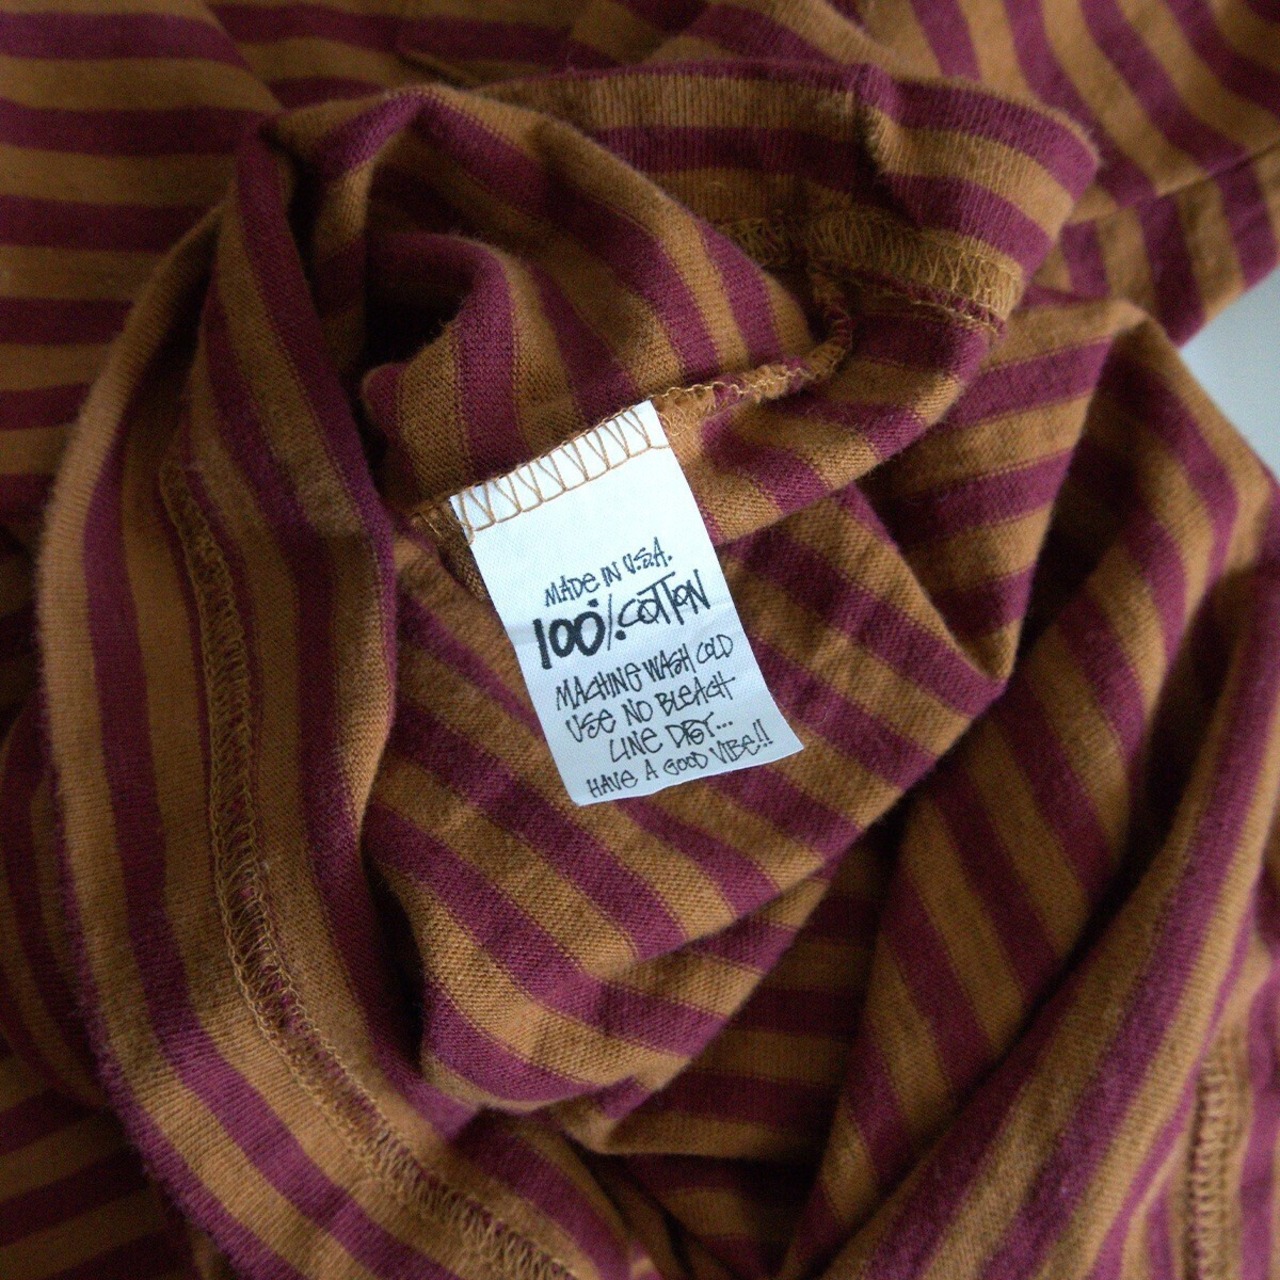 MADE IN U.S.A.
100%. COTTON
MACHINE WASH COLD
USE NO BLEACH
LINE DRY...
HAVE A GOOD VIBE!!